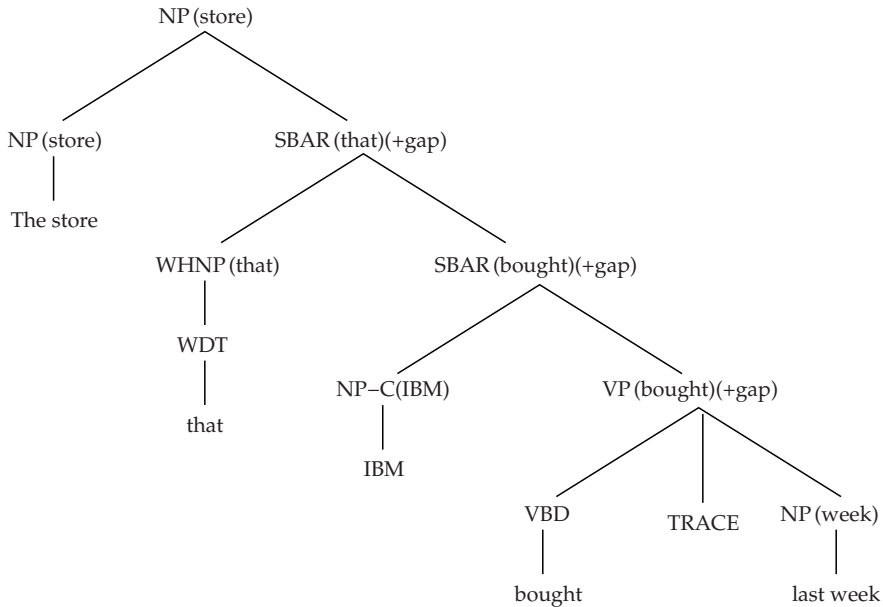 NP (store)
NP (store) SBAR (that)(+gap)
The store
WHNP (that) SBAR (bought)(+gap)
WDT
NP−C(IBM) VP (bought)(+gap)
that
IBM
VBD TRACE NP (week)
bought last week